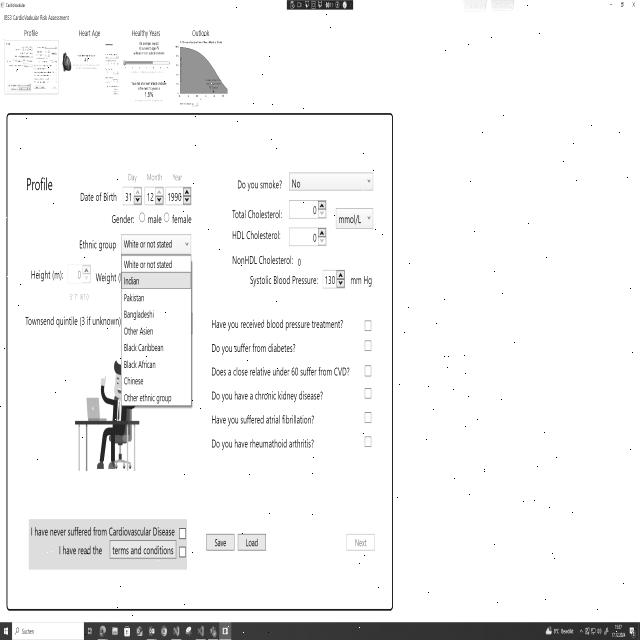 Cardiovascular
JBS3 CardioVadcular Risk Assessment
Profile
Heart Age
Healthy Years
Outlook
Profile
Day Month Year
Date of Birth 31 12 1990
Gender: male female
Ethnic group White or not stated
White or not stated
Indian
Pakistan
Bangladeshi
Other Asien
Black Caribbean
Black African
Chinese
Other ethnic group
Height (m): 0 Weight (
Townsend quintile (3 if unknown)
Do you smoke? No
Total Cholesterol: 0
mmol/L
HDL Cholesterol: 0
NonHDL Cholesterol: 0
Systolic Blood Pressure: 130 mm Hg
Have you received blood pressure treatment?
Do you suffer from diabetes?
Does a close relative under 60 suffer from CVD?
Do you have a chronic kidney disease?
Have you suffered atrial fibrillation?
Do you have rheumathoid arthritis?
I have never suffered from Cardiovascular Disease
I have read the terms and conditions
Save Load Next
Suchen